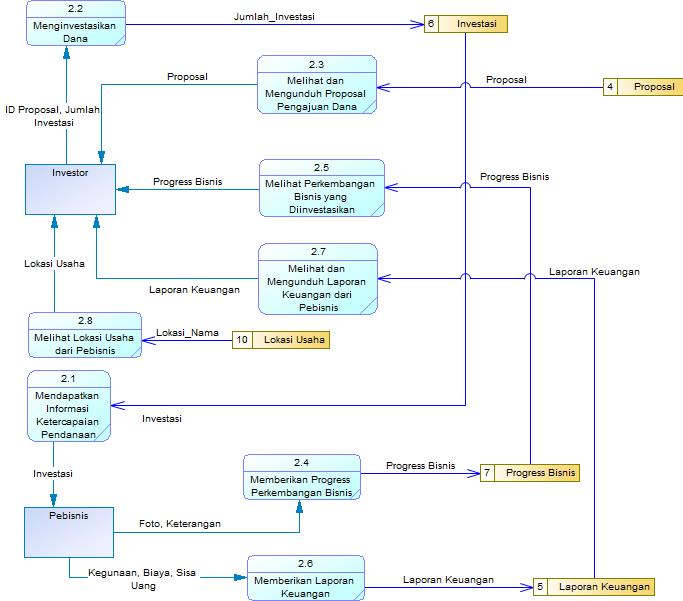 2.2
Menginvestasikan
Dana
Jumlah_Investasi
6 Investasi
2.3
Melihat dan
Mengunduh Proposal
Pengajuan Dana
Proposal
Proposal
4 Proposal
ID Proposal, Jumlah
Investasi
Investor
2.5
Melihat Perkembangan
Bisnis yang
Diinvestasikan
Progress Bisnis
Progress Bisnis
2.7
Melihat dan
Mengunduh Laporan
Keuangan dari
Pebisnis
Lokasi Usaha
Laporan Keuangan
Laporan Keuangan
2.8
Melihat Lokasi Usaha
dari Pebisnis
Lokasi_Nama
10 Lokasi Usaha
2.1
Mendapatkan
Informasi
Ketercapaian
Pendanaan
Investasi
Investasi
2.4
Memberikan Progress
Perkembangan Bisnis
Progress Bisnis
7 Progress Bisnis
Pebisnis
Foto, Keterangan
2.6
Memberikan Laporan
Keuangan
Kegunaan, Biaya, Sisa
Uang
Laporan Keuangan
5 Laporan Keuangan